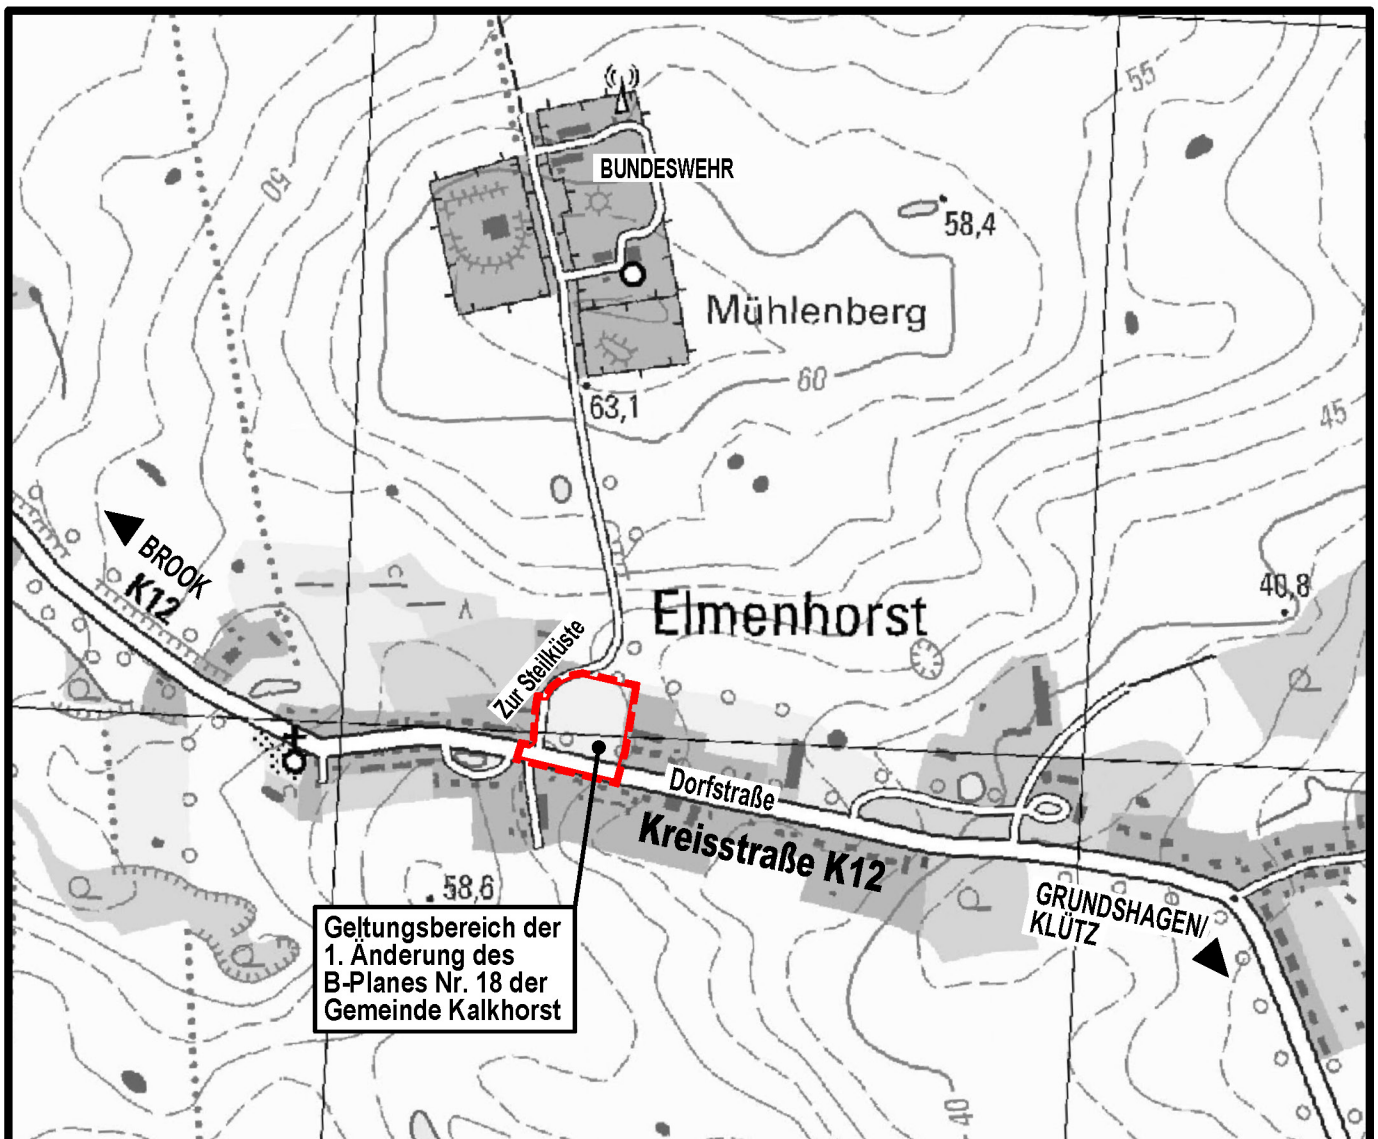 55
BUNDESWEHR
50
58,4
Mühlenberg
60
63,1
45
BROOK
K12
40,8
Elmenhorst
Zur Steilküste
Dorfstraße
Kreisstraße K12
58,6
GRUNDSHAGEN/
KLÜTZ
Geltungsbereich der
1. Änderung des
B-Planes Nr. 18 der
Gemeinde Kalkhorst
40